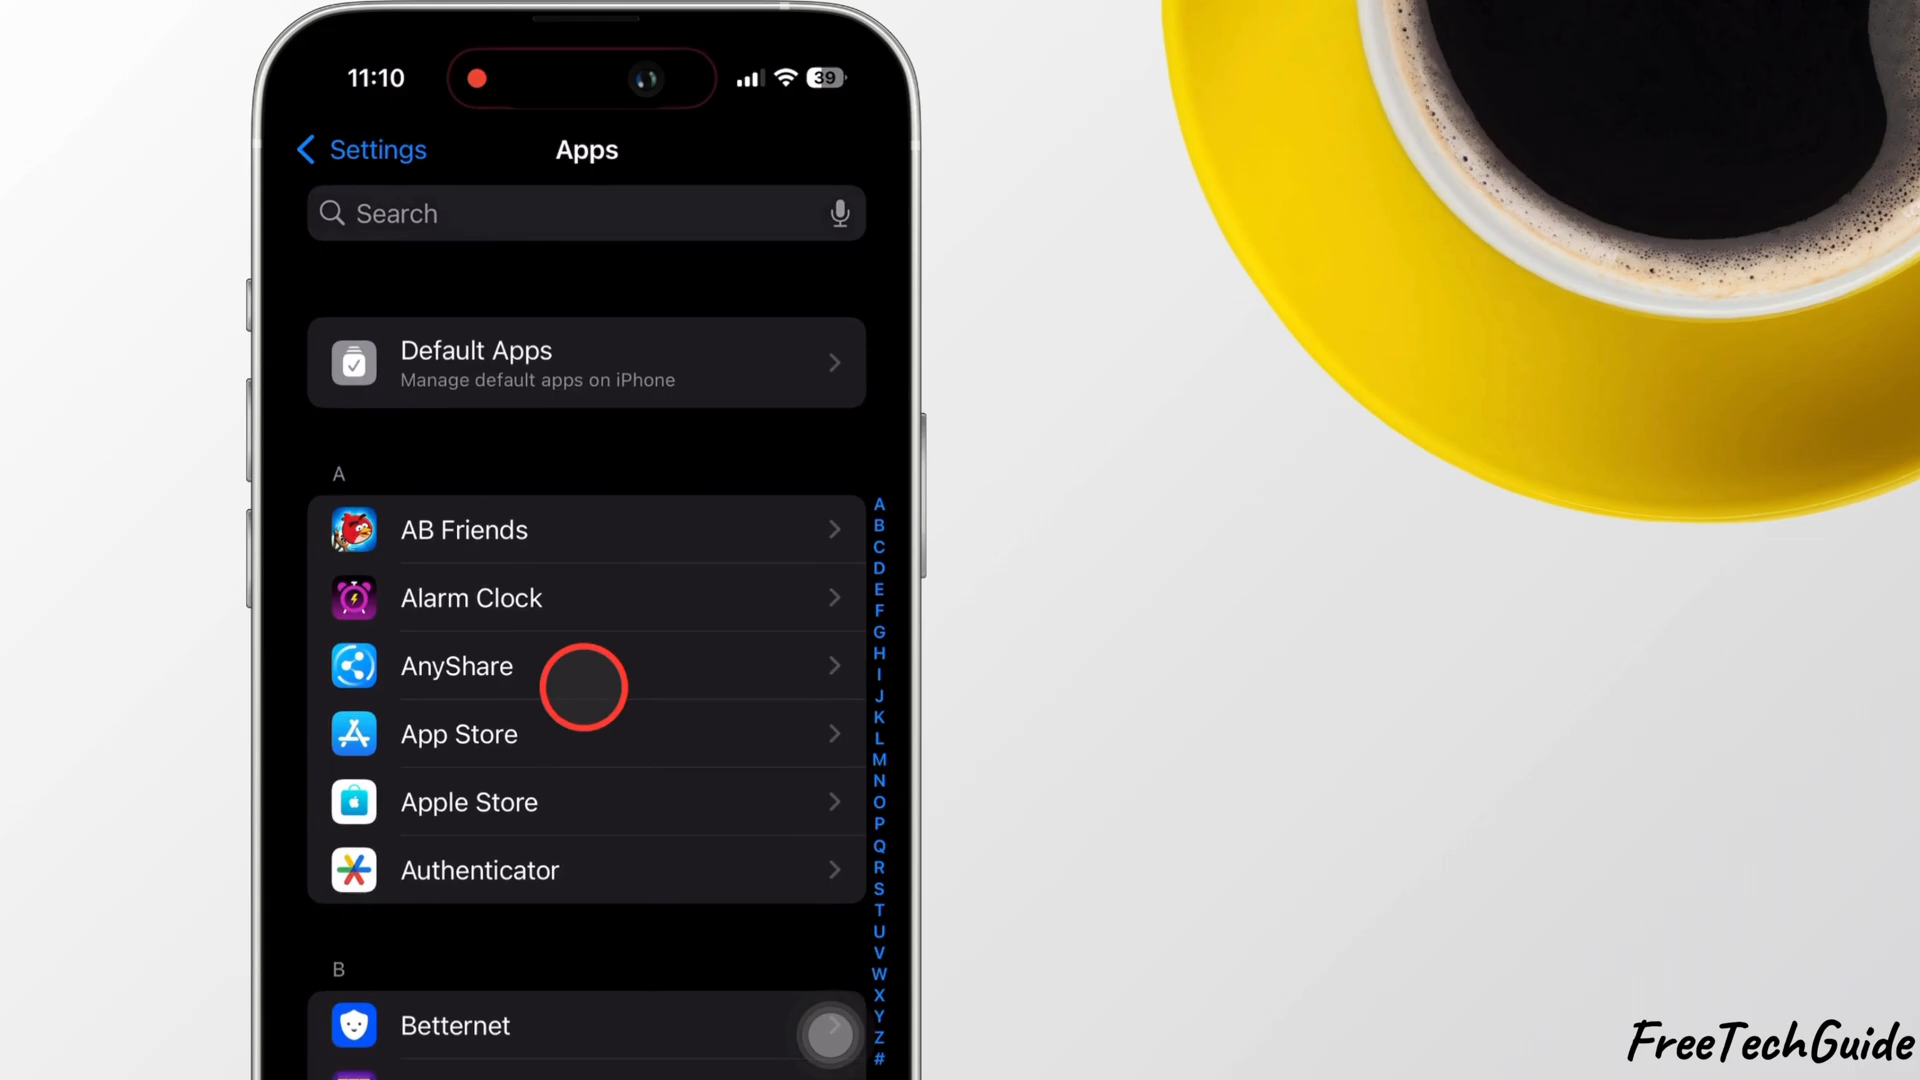 11:10
39
Settings
Apps
Search
Default Apps
Manage default apps on iPhone
A
AB Friends
Alarm Clock
AnyShare
App Store
Apple Store
Authenticator
B
Betternet
A
B
C
D
E
F
G
H
I
J
K
L
M
N
O
P
Q
R
S
T
U
V
W
X
Y
Z
#
FreeTechGuide